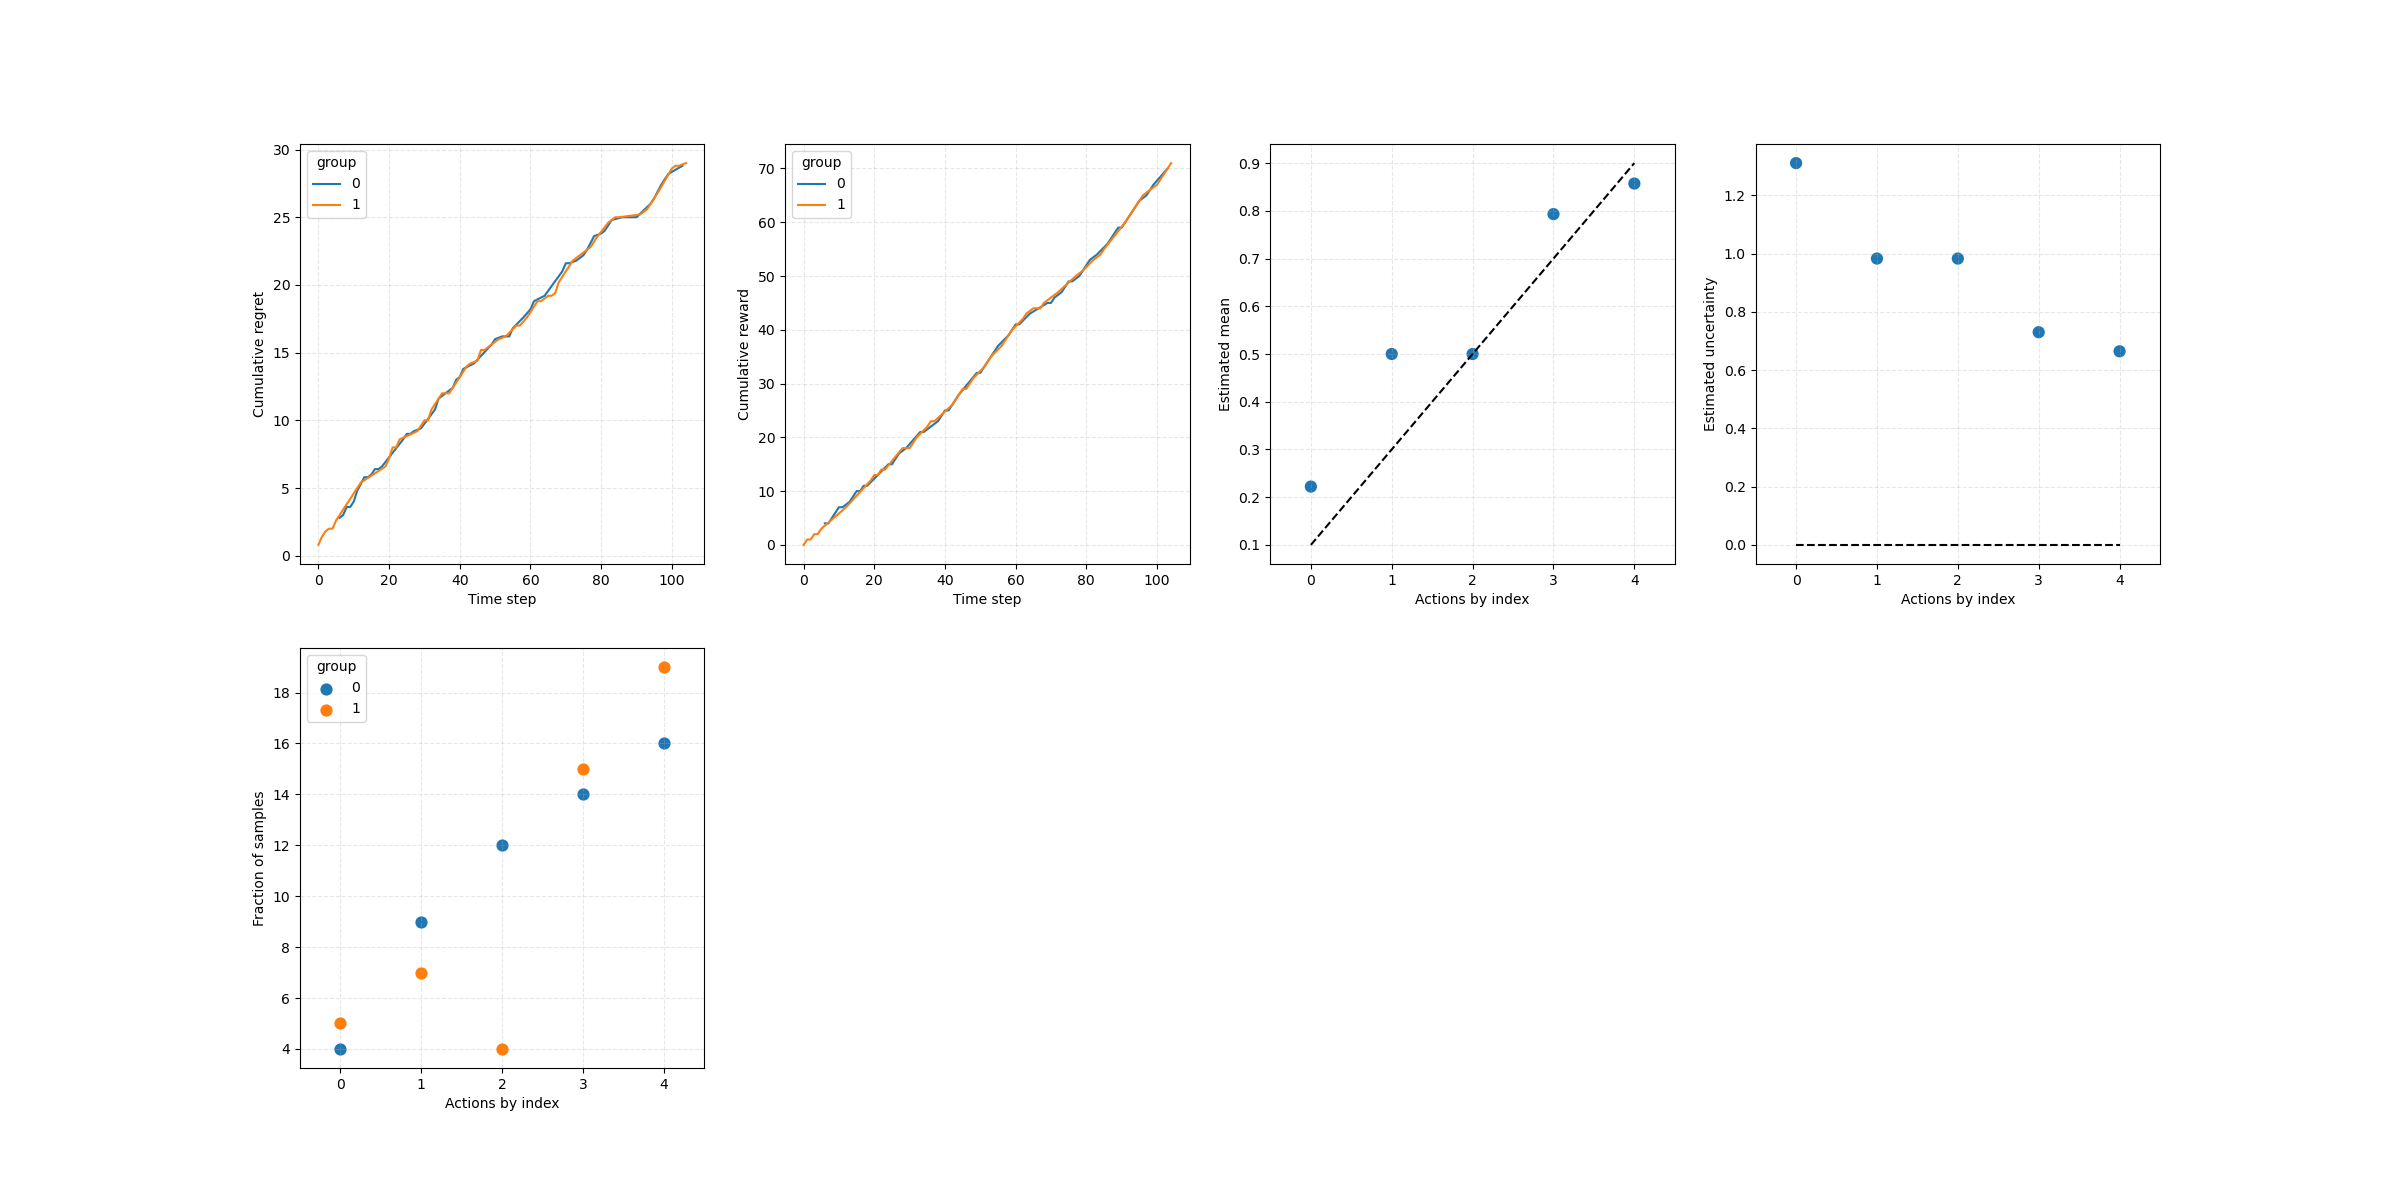 30
25
20
15
10
5
0
Cumulative regret
group
0
1
0 20 40 60 80 100
Time step
70
60
50
40
30
20
10
0
Cumulative reward
group
0
1
0 20 40 60 80 100
Time step
0.9
0.8
0.7
0.6
0.5
0.4
0.3
0.2
0.1
Estimated mean
0 1 2 3 4
Actions by index
1.2
1.0
0.8
0.6
0.4
0.2
0.0
Estimated uncertainty
0 1 2 3 4
Actions by index
18
16
14
12
10
8
6
4
Fraction of samples
group
0
1
0 1 2 3 4
Actions by index